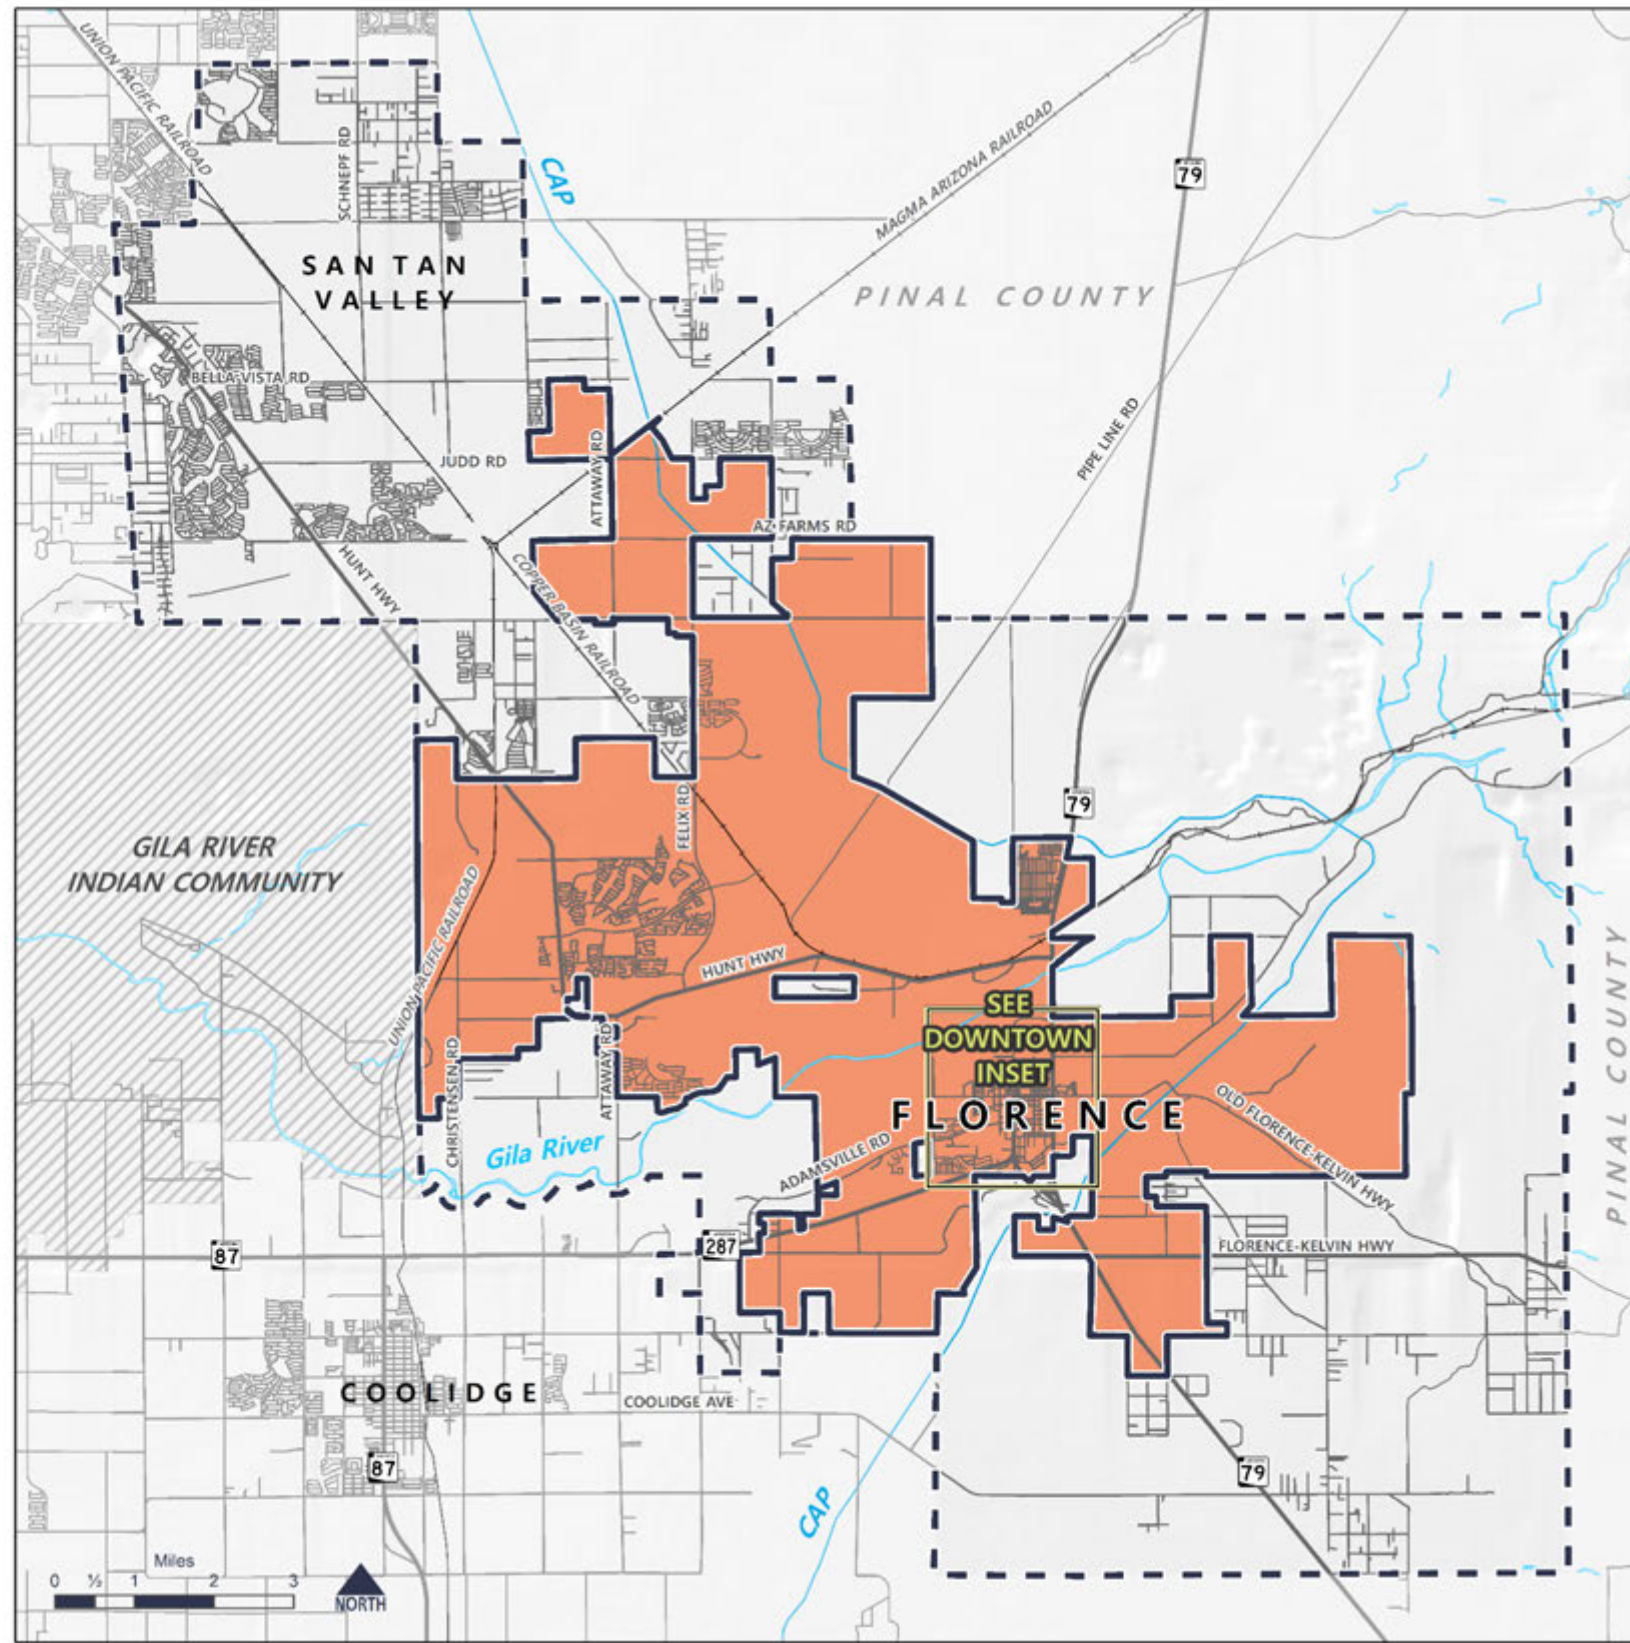 UNION PACIFIC RAILROAD
SCHNEPF RD
CAP
79
MAGMA ARIZONA RAILROAD
SAN TAN
VALLEY
PINAL COUNTY
BELLA VISTA RD
PIPE LINE RD
JUDD RD
ATTAWAY RD
AZ FARMS RD
HUNT HWY
COPPER BASIN RAILROAD
79
FELIX RD
GILA RIVER
INDIAN COMMUNITY
UNION PACIFIC RAILROAD
HUNT HWY
PINAL COUNTY
SEE
DOWNTOWN
INSET
CHRISTENSEN RD
ATTAWAY RD
FLORENCE
OLD FLORENCE-KELVIN HWY
Gila River
ADAMSVILLE RD
87
287
FLORENCE-KELVIN HWY
COOLIDGE
COOLIDGE AVE
87
79
CAP
Miles
0 ½ 1 2 3
NORTH